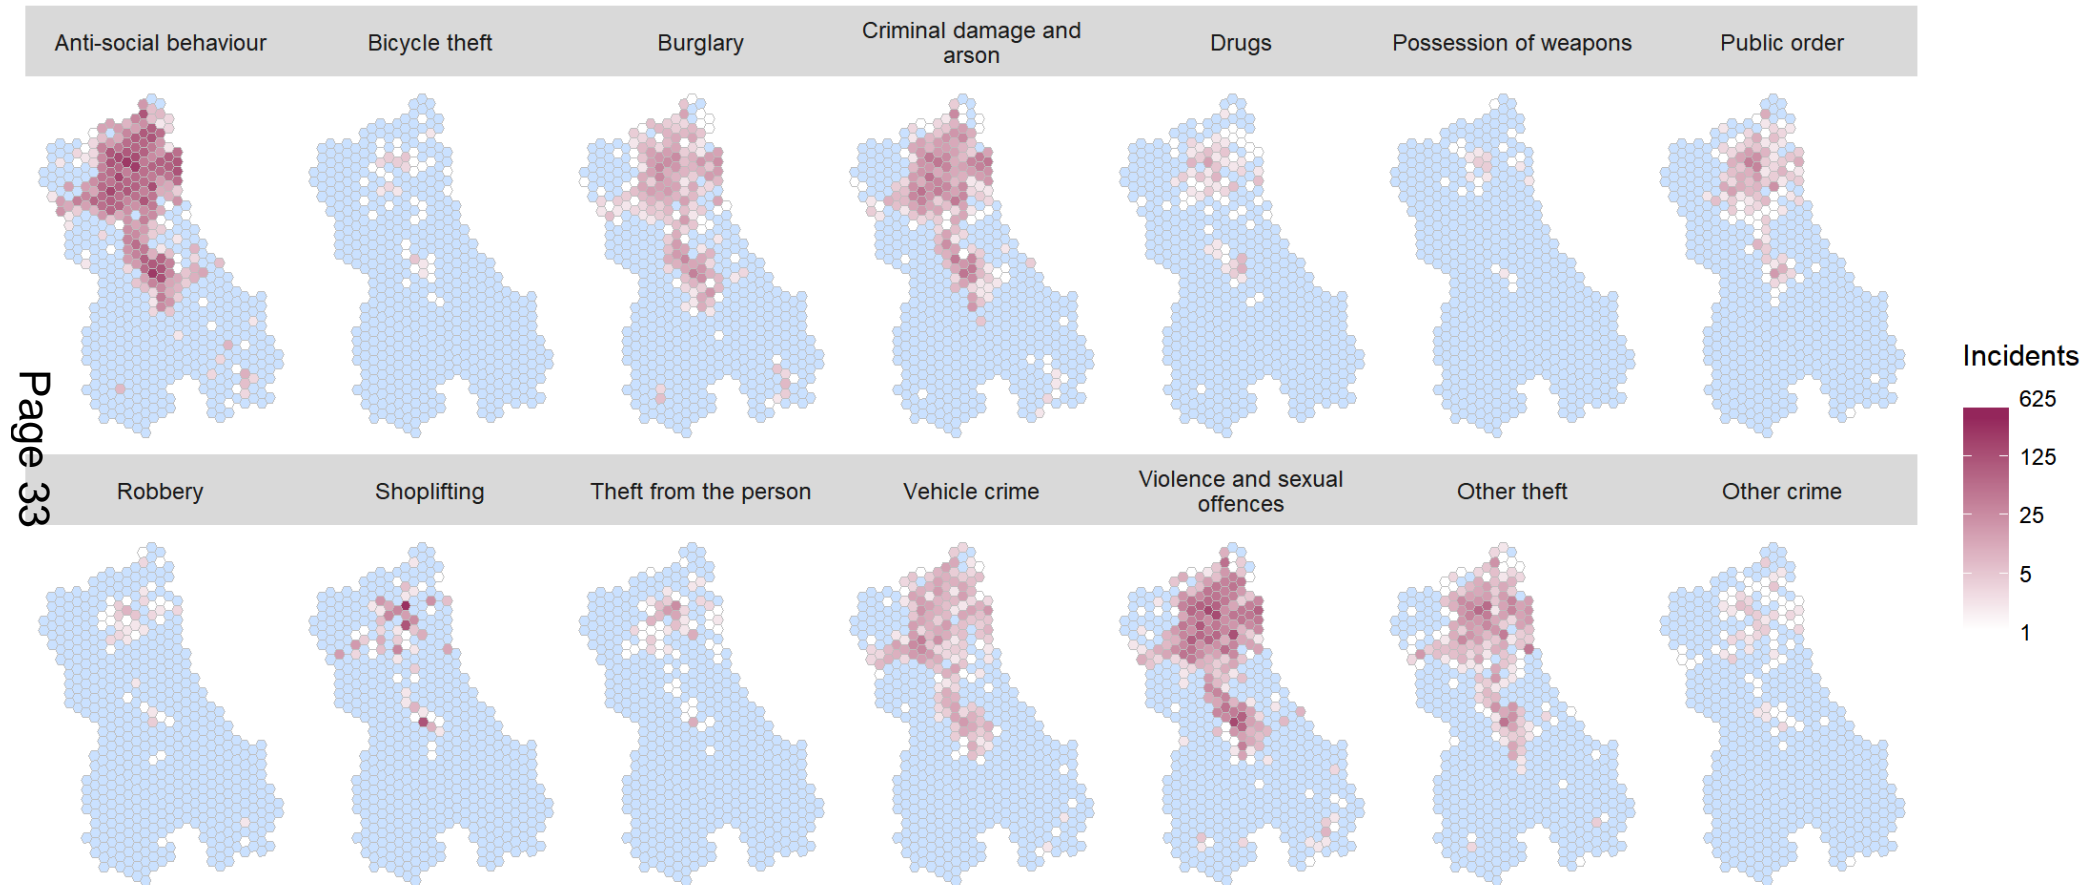 Anti-social behaviour
Bicycle theft
Burglary
Criminal damage and
arson
Drugs
Possession of weapons
Public order
Robbery
Shoplifting
Theft from the person
Vehicle crime
Violence and sexual
offences
Other theft
Other crime
Incidents
625
125
25
5
1
Page 33